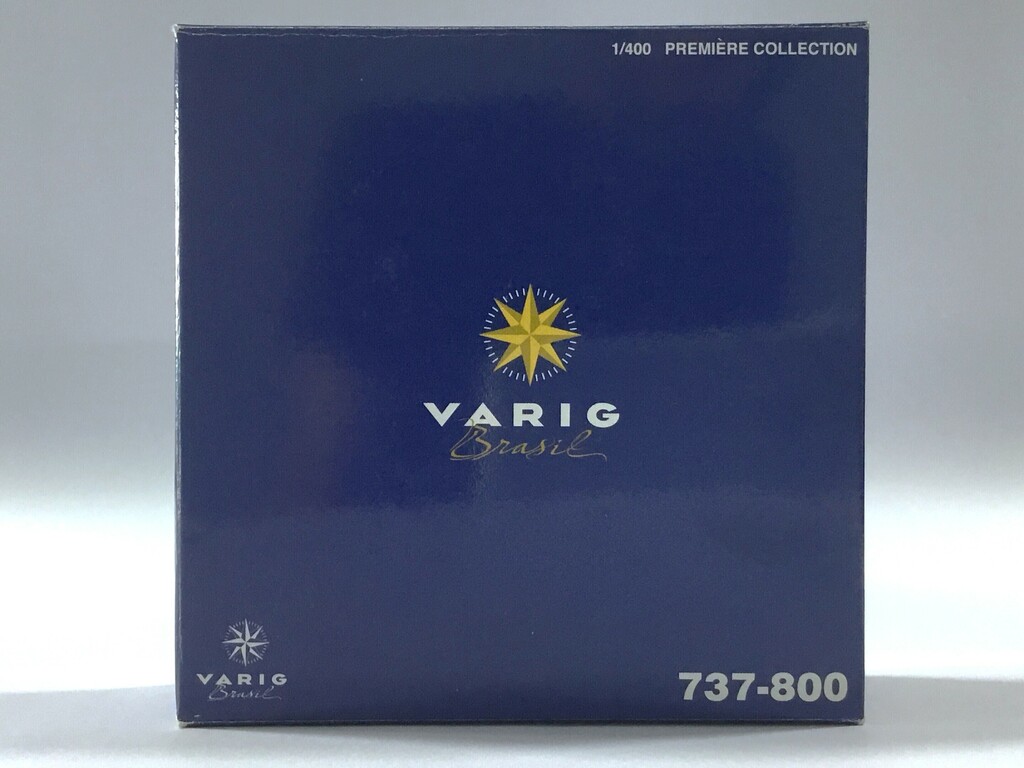 1/400 PREMIÈRE COLLECTION
VARIG
Brasil
VARIG
Brasil
737-800